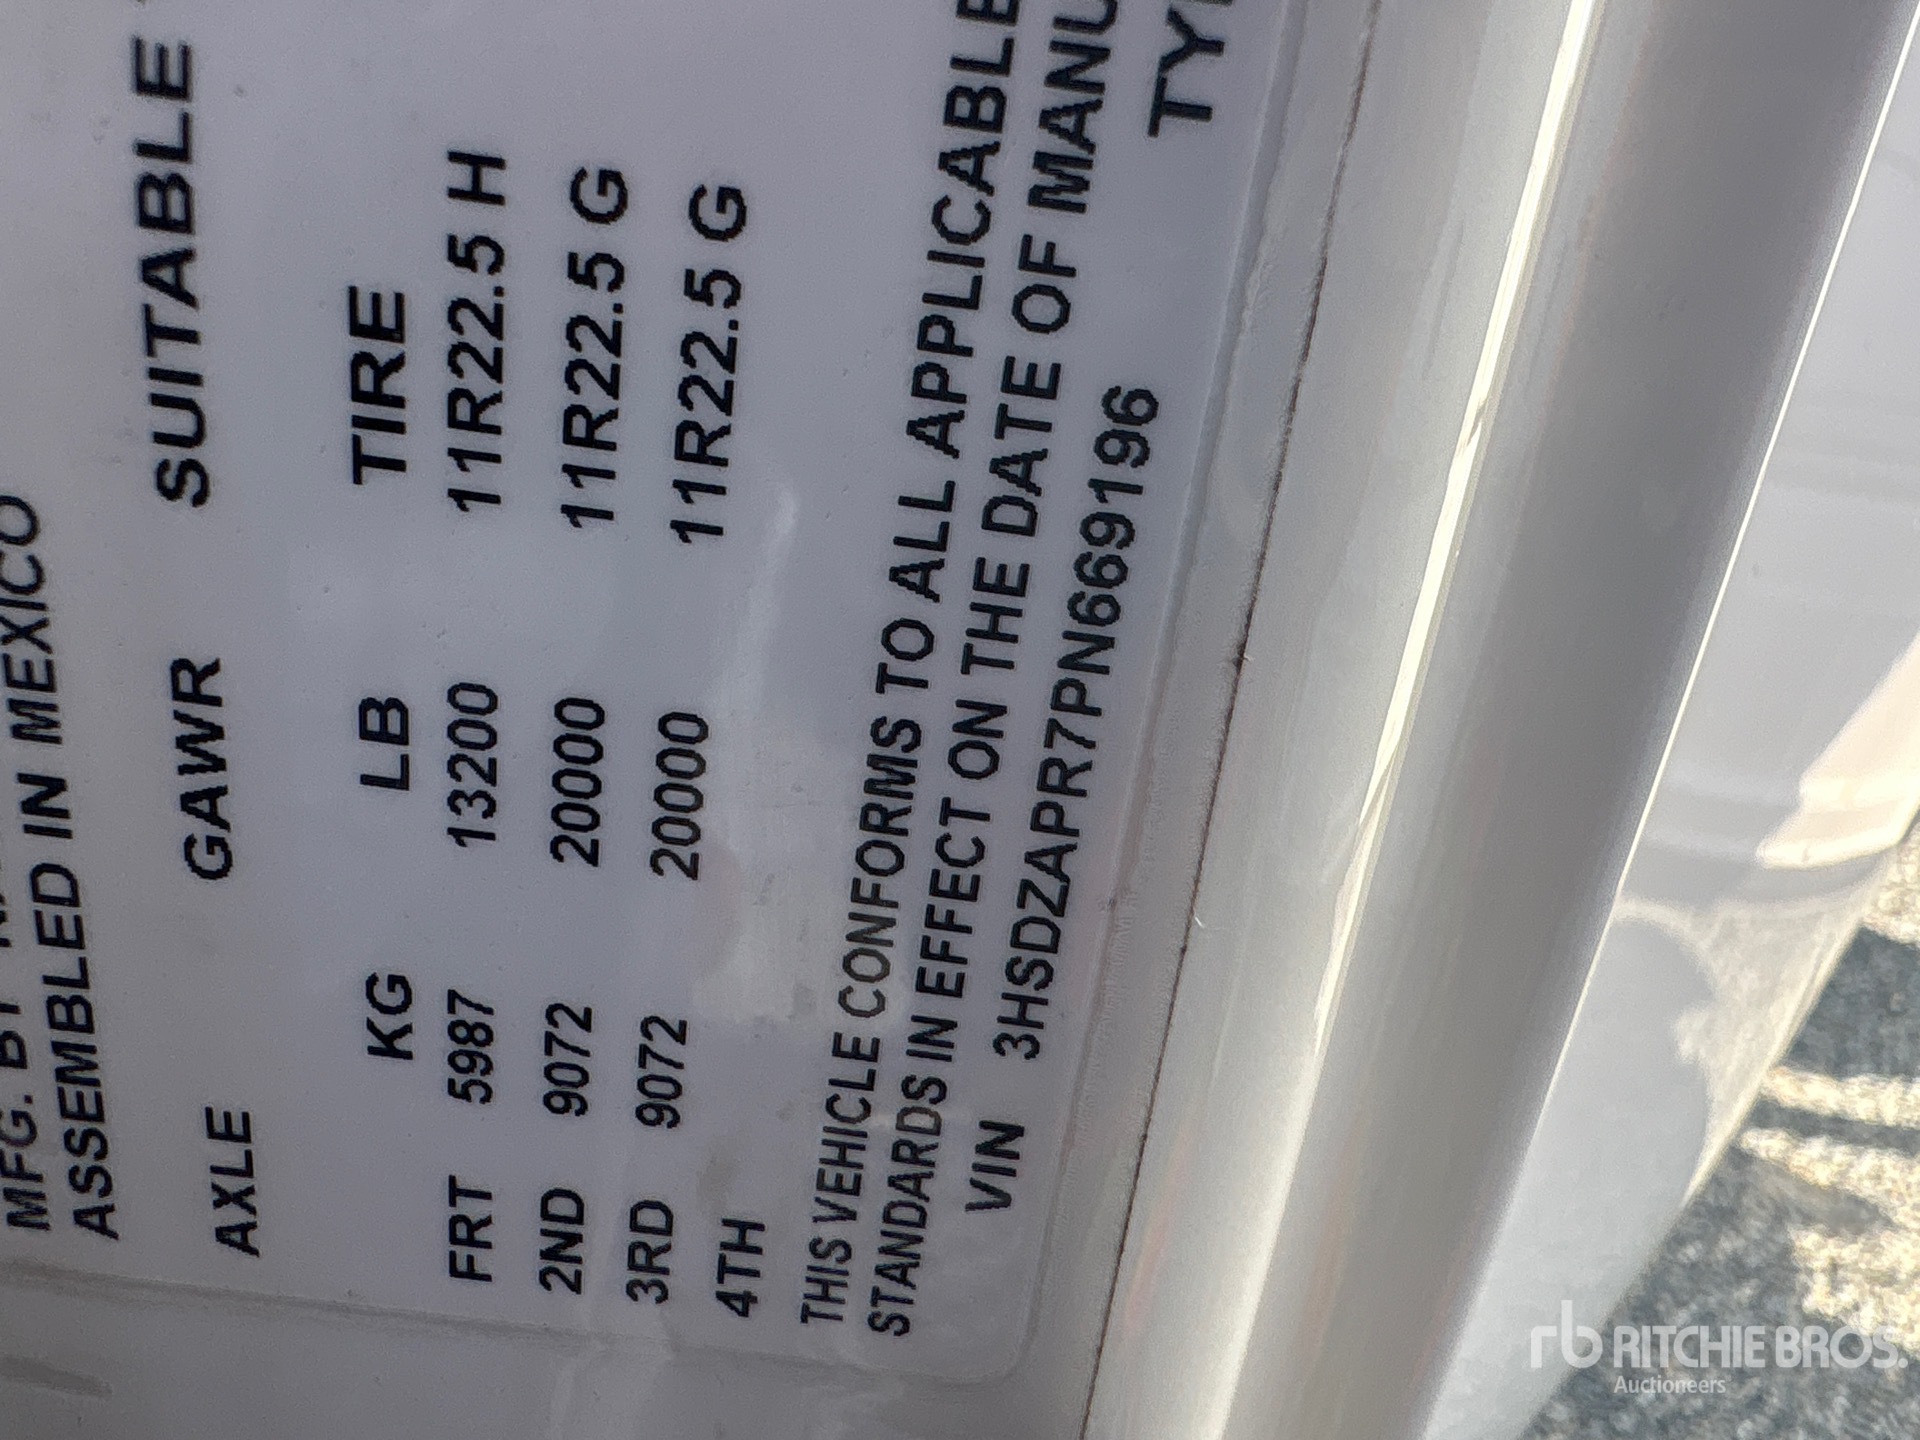 MFG. BY
ASSEMBLED IN MEXICO
AXLE GAWR SUITABLE
KG LB TIRE
FRT 5987 13200 11R22.5 H
2ND 9072 20000 11R22.5 G
3RD 9072 20000 11R22.5 G
4TH
THIS VEHICLE CONFORMS TO ALL APPLICABLE
STANDARDS IN EFFECT ON THE DATE OF MANU
VIN 3HSDZAPR7PN669196
TY
rb RITCHIE BROS.
Auctioneers